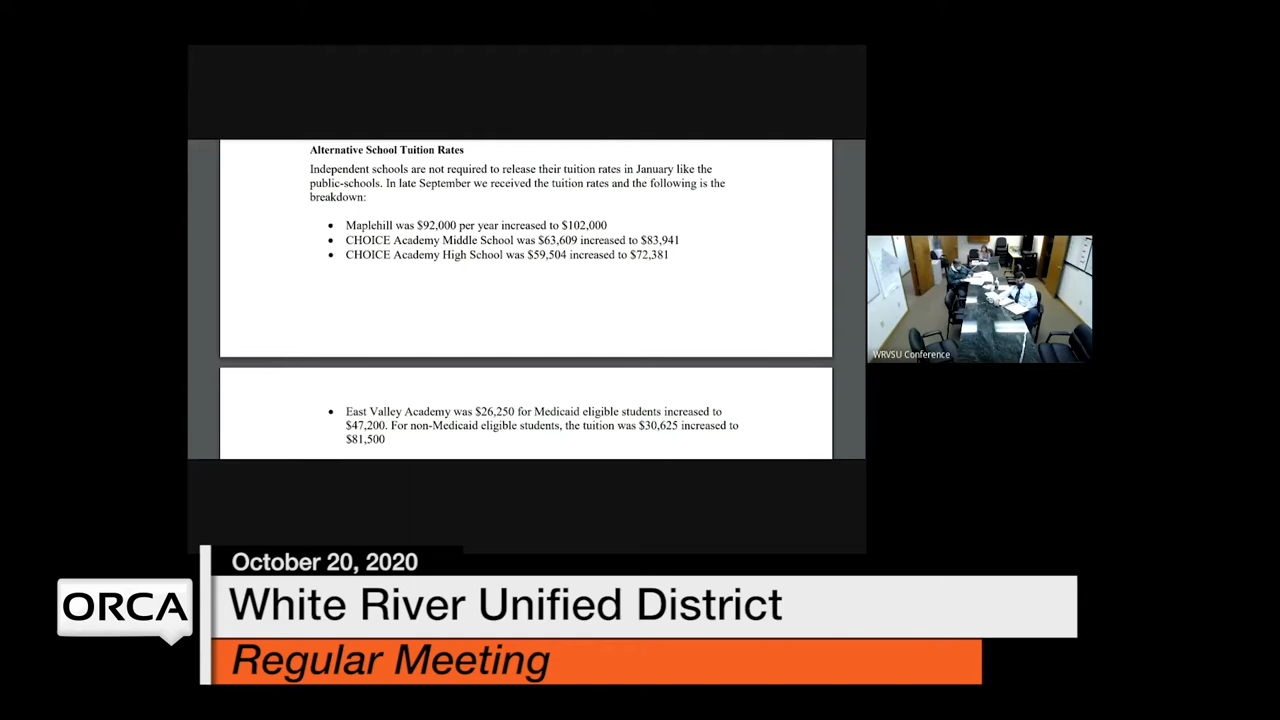 Alternative School Tuition Rates
Independent schools are not required to release their tuition rates in January like the
public-schools. In late September we received the tuition rates and the following is the
breakdown:
• Maplehill was $92,000 per year increased to $102,000
• CHOICE Academy Middle School was $63,609 increased to $83,941
• CHOICE Academy High School was $59,504 increased to $72,381
• East Valley Academy was $26,250 for Medicaid eligible students increased to
$47,200. For non-Medicaid eligible students, the tuition was $30,625 increased to
$81,500
WRVSU Conference
October 20, 2020
ORCA
White River Unified District
Regular Meeting